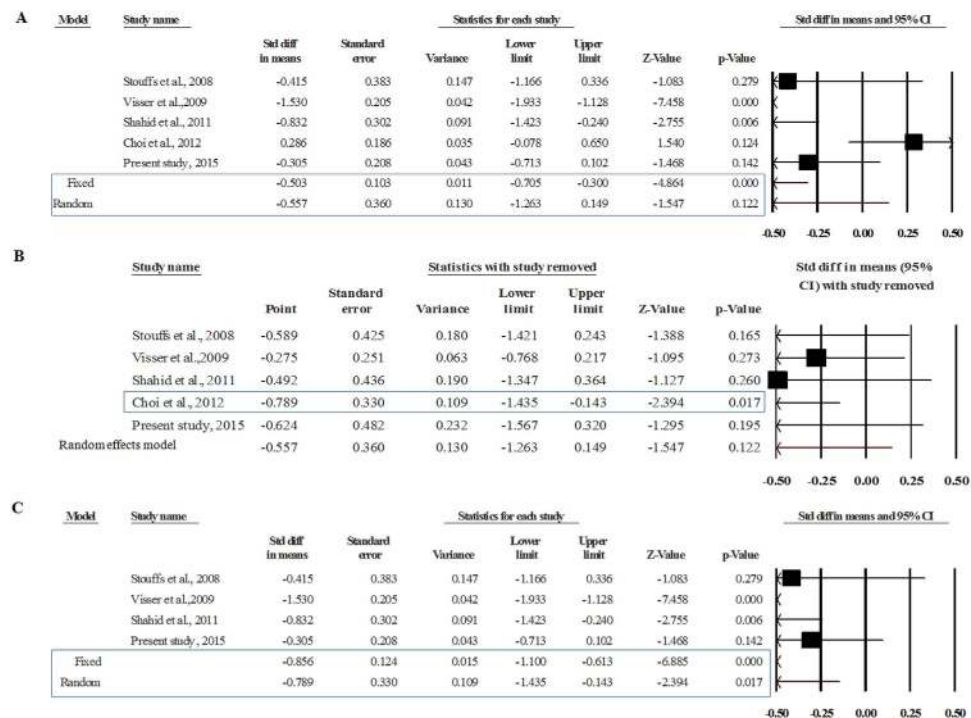 A
Model Study name Statistics for each study Std diff in means and 95% CI
Std diff in means Standard error Variance Lower limit Upper limit Z-Value p-Value
Stouffs et al., 2008 -0.415 0.383 0.147 -1.166 0.336 -1.083 0.279
Visser et al.,2009 -1.530 0.205 0.042 -1.933 -1.128 -7.458 0.000
Shahid et al., 2011 -0.832 0.302 0.091 -1.423 -0.240 -2.755 0.006
Choi et al., 2012 0.286 0.186 0.035 -0.078 0.650 1.540 0.124
Present study, 2015 -0.305 0.208 0.043 -0.713 0.102 -1.468 0.142
Fixed -0.503 0.103 0.011 -0.705 -0.300 -4.864 0.000
Random -0.557 0.360 0.130 -1.263 0.149 -1.547 0.122
-0.50 -0.25 0.00 0.25 0.50
B
Study name Statistics with study removed Std diff in means (95% CI) with study removed
Point Standard error Variance Lower limit Upper limit Z-Value p-Value
Stouffs et al., 2008 -0.589 0.425 0.180 -1.421 0.243 -1.388 0.165
Visser et al.,2009 -0.275 0.251 0.063 -0.768 0.217 -1.095 0.273
Shahid et al. 2011 -0.492 0.436 0.190 -1.347 0.364 -1.127 0.260
Choi et al., 2012 -0.789 0.330 0.109 -1.435 -0.143 -2.394 0.017
Present study, 2015 -0.624 0.482 0.232 -1.567 0.320 -1.295 0.195
Random effects model -0.557 0.360 0.130 -1.263 0.149 -1.547 0.122
-0.50 -0.25 0.00 0.25 0.50
C
Model Study name Statistics for each study Std diff in means and 95% CI
Std diff in means Standard error Variance Lower limit Upper limit Z-Value p-Value
Stouffs et al., 2008 -0.415 0.383 0.147 -1.166 0.336 -1.083 0.279
Visser et al.,2009 -1.530 0.205 0.042 -1.933 -1.128 -7.458 0.000
Shahid et al., 2011 -0.832 0.302 0.091 -1.423 -0.240 -2.755 0.006
Present study, 2015 -0.305 0.208 0.043 -0.713 0.102 -1.468 0.142
Fixed -0.856 0.124 0.015 -1.100 -0.613 -6.885 0.000
Random -0.789 0.330 0.109 -1.435 -0.143 -2.394 0.017
-0.50 -0.25 0.00 0.25 0.50